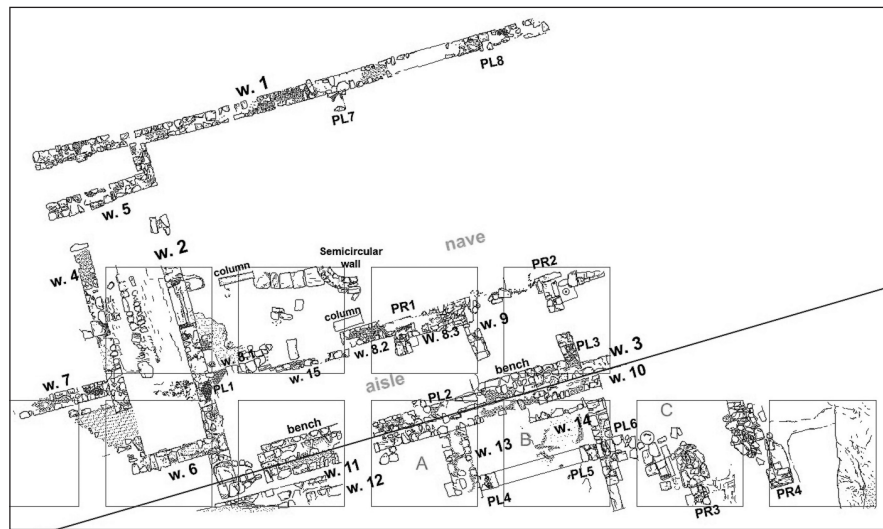 w. 1
PL8
PL7
w. 5
w. 2
nave
w. 4
column
Semicircular
wall
PR2
column
PR1
w. 8.3
w. 9
w. 8.2
w. 8.1
w. 15
PL3
w. 3
bench
w. 10
aisle
w. 7
PL1
PL2
C
bench
w. 14
B
PL6
w. 13
A
w. 6
w. 11
PL5
w. 12
PL4
PR4
PR3